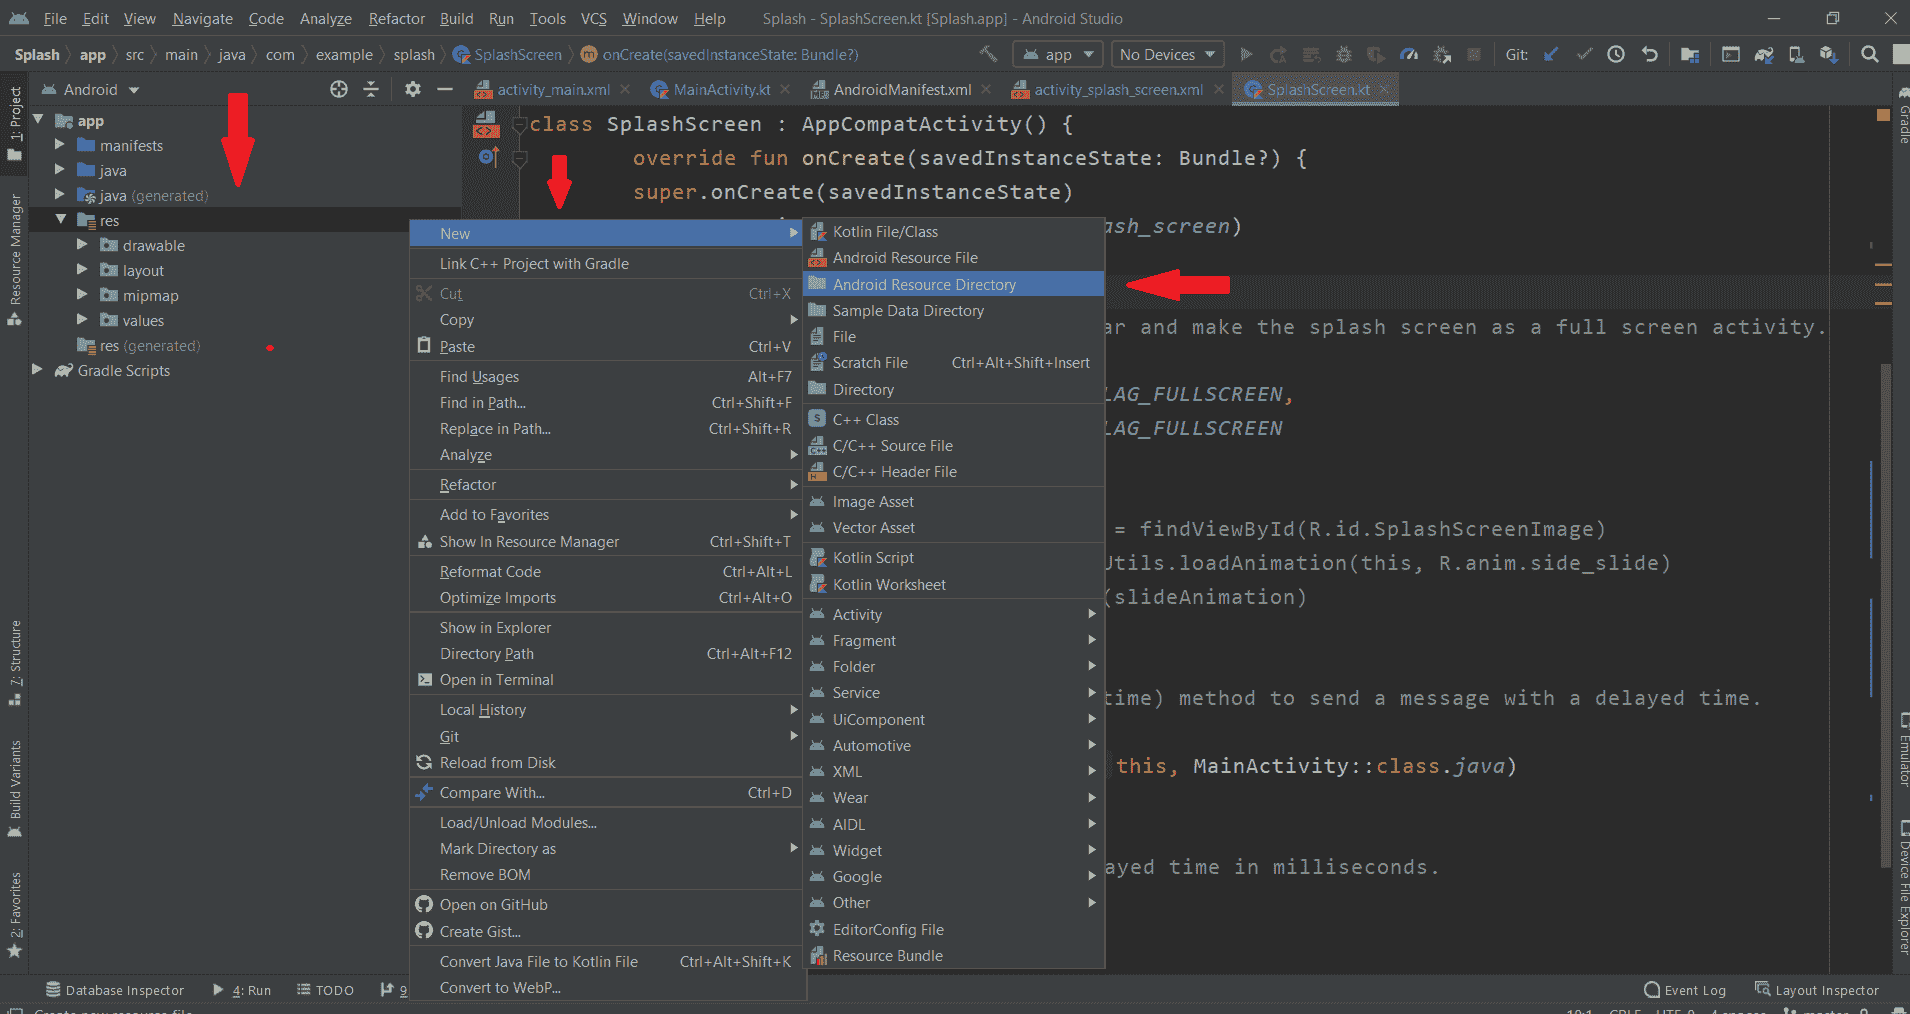 File Edit View Navigate Code Analyze Refactor Build Run Tools VCS Window Help Splash - SplashScreen.kt [Splash.app] - Android Studio
Splash app src main java com example splash SplashScreen onCreate(savedInstanceState: Bundle?) app No Devices Git:
Android activity_main.xml MainActivity.kt AndroidManifest.xml activity_splash_screen.xml SplashScreen.kt
1: Project
Resource Manager
7: Structure
Build Variants
2: Favorites
app
manifests
java
java (generated)
res
drawable
layout
mipmap
values
res (generated)
Gradle Scripts
class SplashScreen : AppCompatActivity() {
override fun onCreate(savedInstanceState: Bundle?) {
super.onCreate(savedInstanceState)
ash_screen)
ar and make the splash screen as a full screen activity.
LAG_FULLSCREEN,
LAG_FULLSCREEN
= findViewById(R.id.SplashScreenImage)
Utils.loadAnimation(this, R.anim.side_slide)
(slideAnimation)
time) method to send a message with a delayed time.
this, MainActivity::class.java)
ayed time in milliseconds.
New
Link C++ Project with Gradle
Cut Ctrl+X
Copy
Paste Ctrl+V
Find Usages Alt+F7
Find in Path... Ctrl+Shift+F
Replace in Path... Ctrl+Shift+R
Analyze
Refactor
Add to Favorites
Show In Resource Manager Ctrl+Shift+T
Reformat Code Ctrl+Alt+L
Optimize Imports Ctrl+Alt+O
Show in Explorer
Directory Path Ctrl+Alt+F12
Open in Terminal
Local History
Git
Reload from Disk
Compare With... Ctrl+D
Load/Unload Modules...
Mark Directory as
Remove BOM
Open on GitHub
Create Gist...
Convert Java File to Kotlin File Ctrl+Alt+Shift+K
Convert to WebP...
Kotlin File/Class
Android Resource File
Android Resource Directory
Sample Data Directory
File
Scratch File Ctrl+Alt+Shift+Insert
Directory
C++ Class
C/C++ Source File
C/C++ Header File
Image Asset
Vector Asset
Kotlin Script
Kotlin Worksheet
Activity
Fragment
Folder
Service
UiComponent
Automotive
XML
Wear
AIDL
Widget
Google
Other
EditorConfig File
Resource Bundle
Gradle
Emulator
Device File Explorer
Database Inspector 4: Run TODO 9 Event Log Layout Inspector